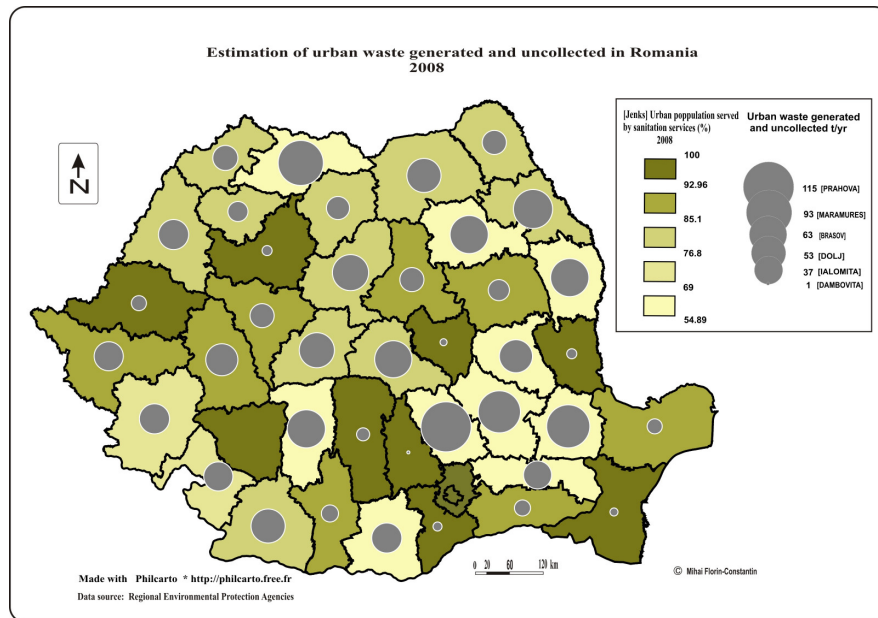 Estimation of urban waste generated and uncollected in Romania
2008
N
[Jenks] Urban poppulation served
by sanitation services (%)
2008
100
92.96
85.1
76.8
69
54.89
Urban waste generated
and uncollected t/yr
115 [PRAHOVA]
93 [MARAMURES]
63 [BRASOV]
53 [DOLJ]
37 [IALOMITA]
1 [DAMBOVITA]
0 20 60 120 km
© Mihai Florin-Constantin
Made with Philcarto * http://philcarto.free.fr
Data source: Regional Environmental Protection Agencies